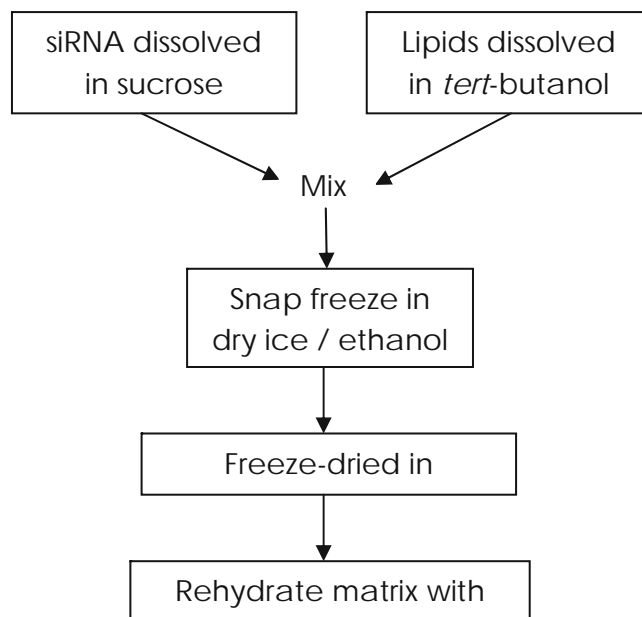 siRNA dissolved
in sucrose
Lipids dissolved
in tert-butanol
Mix
Snap freeze in
dry ice / ethanol
Freeze-dried in
Rehydrate matrix with